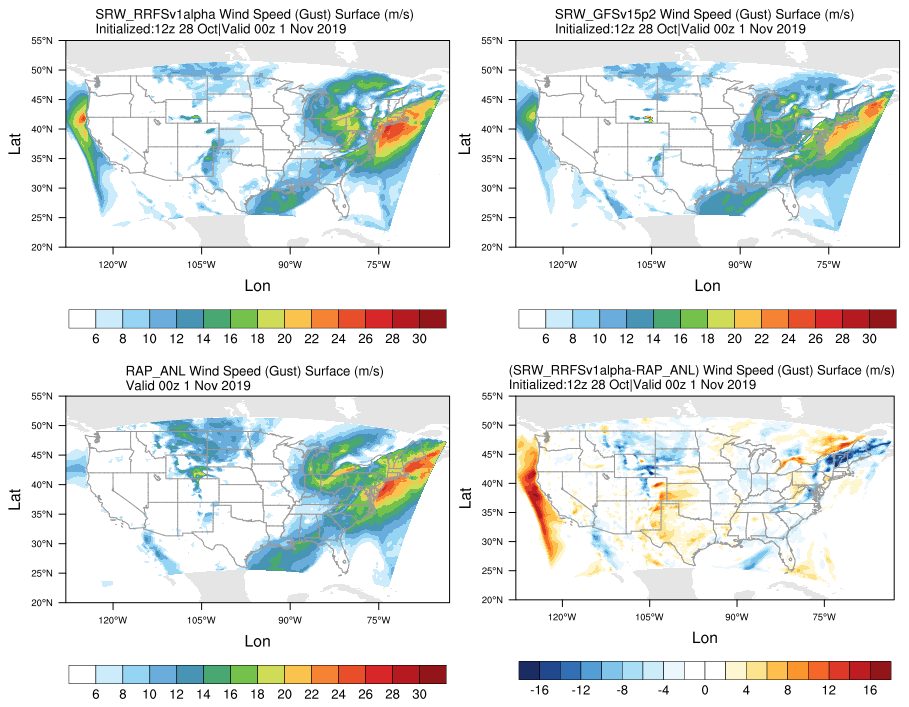 SRW_RRFSv1alpha Wind Speed (Gust) Surface (m/s)
Initialized:12z 28 Oct|Valid 00z 1 Nov 2019
55°N
50°N
45°N
40°N
35°N
30°N
25°N
20°N
Lat
120°W 105°W 90°W 75°W
Lon
6 8 10 12 14 16 18 20 22 24 26 28 30
SRW_GFSv15p2 Wind Speed (Gust) Surface (m/s)
Initialized:12z 28 Oct|Valid 00z 1 Nov 2019
55°N
50°N
45°N
40°N
35°N
30°N
25°N
20°N
Lat
120°W 105°W 90°W 75°W
Lon
6 8 10 12 14 16 18 20 22 24 26 28 30
RAP_ANL Wind Speed (Gust) Surface (m/s)
Valid 00z 1 Nov 2019
55°N
50°N
45°N
40°N
35°N
30°N
25°N
20°N
Lat
120°W 105°W 90°W 75°W
Lon
6 8 10 12 14 16 18 20 22 24 26 28 30
(SRW_RRFSv1alpha-RAP_ANL) Wind Speed (Gust) Surface (m/s)
Initialized:12z 28 Oct|Valid 00z 1 Nov 2019
55°N
50°N
45°N
40°N
35°N
30°N
25°N
20°N
Lat
120°W 105°W 90°W 75°W
Lon
-16 -12 -8 -4 0 4 8 12 16